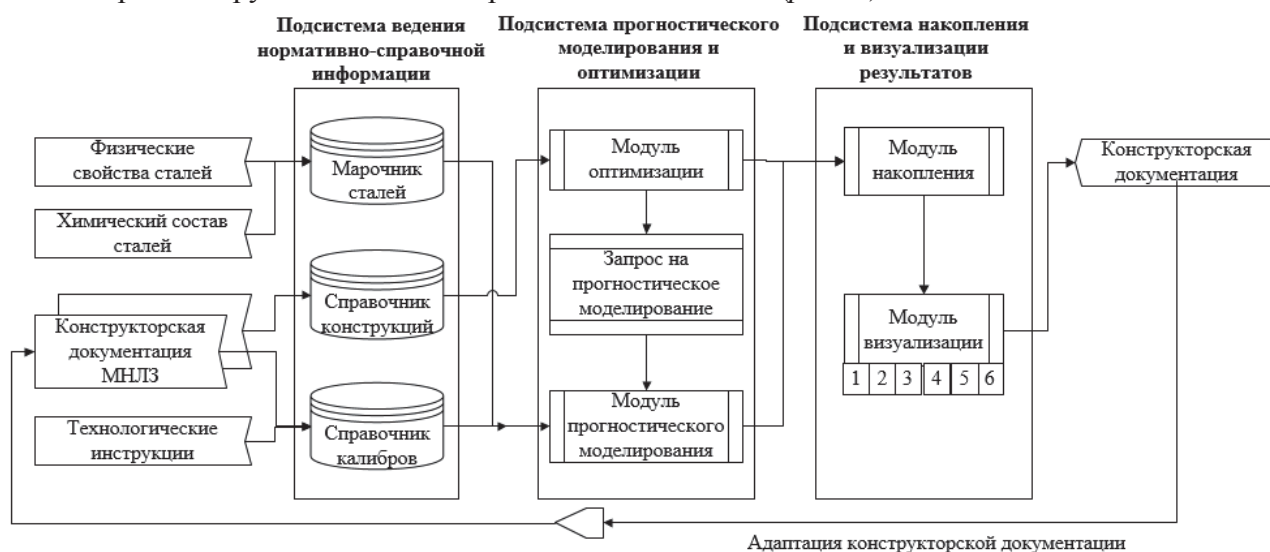 Подсистема ведения
нормативно-справочной
информации
Подсистема прогностического
моделирования и
оптимизации
Подсистема накопления
и визуализации
результатов
Физические
свойства сталей
Химический состав
сталей
Конструкторская
документация
МНЛЗ
Технологические
инструкции
Марочник
сталей
Справочник
конструкций
Справочник
калибров
Модуль
оптимизации
Запрос на
прогностическое
моделирование
Модуль
прогностического
моделирования
Модуль
накопления
Модуль
визуализации
1 2 3 4 5 6
Конструкторская
документация
Адаптация конструкторской документации